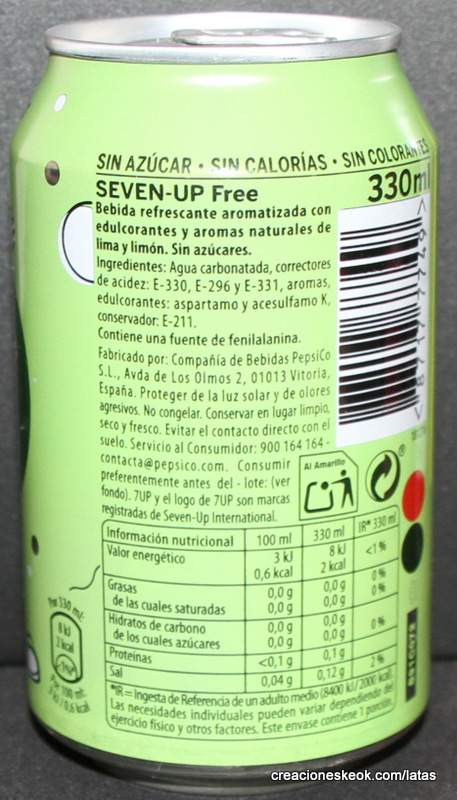 SIN AZÚCAR • SIN CALORÍAS • SIN COLORANTES
SEVEN-UP Free
330ml
Bebida refrescante aromatizada con
edulcorantes y aromas naturales de
lima y limón. Sin azúcares.
Ingredientes: Agua carbonatada, correctores
de acidez: E-330, E-296 y E-331, aromas,
edulcorantes: aspartamo y acesulfamo K,
conservador: E-211.
Contiene una fuente de fenilalanina.
Fabricado por: Compañía de Bebidas PepsiCo
S.L., Avda de Los Olmos 2, 01013 Vitoria,
España. Proteger de la luz solar y de olores
agresivos. No congelar. Conservar en lugar limpio,
seco y fresco. Evitar el contacto directo con el
suelo. Servicio al Consumidor: 900 164 164 -
contacta@pepsico.com. Consumir
preferentemente antes del - lote: (ver
fondo). 7UP y el logo de 7UP son marcas
registradas de Seven-Up International.
Al Amarillo
Información nutricional 100 ml 330 ml IR* 330 ml
Valor energético 3 kJ 8 kJ <1%
0,6 kcal 2 kcal
Grasas 0,0 g 0,0 g 0%
de las cuales saturadas 0,0 g 0,0 g 0%
Hidratos de carbono 0,0 g 0,0 g
de los cuales azúcares 0,0 g 0,0 g 0%
Proteínas <0,1 g 0,1 g
Sal 0,04 g 0,12 g 2%
*IR = Ingesta de Referencia de un adulto medio (8400 kJ / 2000 kcal).
Las necesidades individuales pueden variar dependiendo del
ejercicio físico y otros factores. Este envase contiene 1 porción.
Por 330 ml
8 kJ
2 kcal
<1%*
Por 100 ml:
3 kJ / 0,6 kcal
creacioneskeok.com/latas